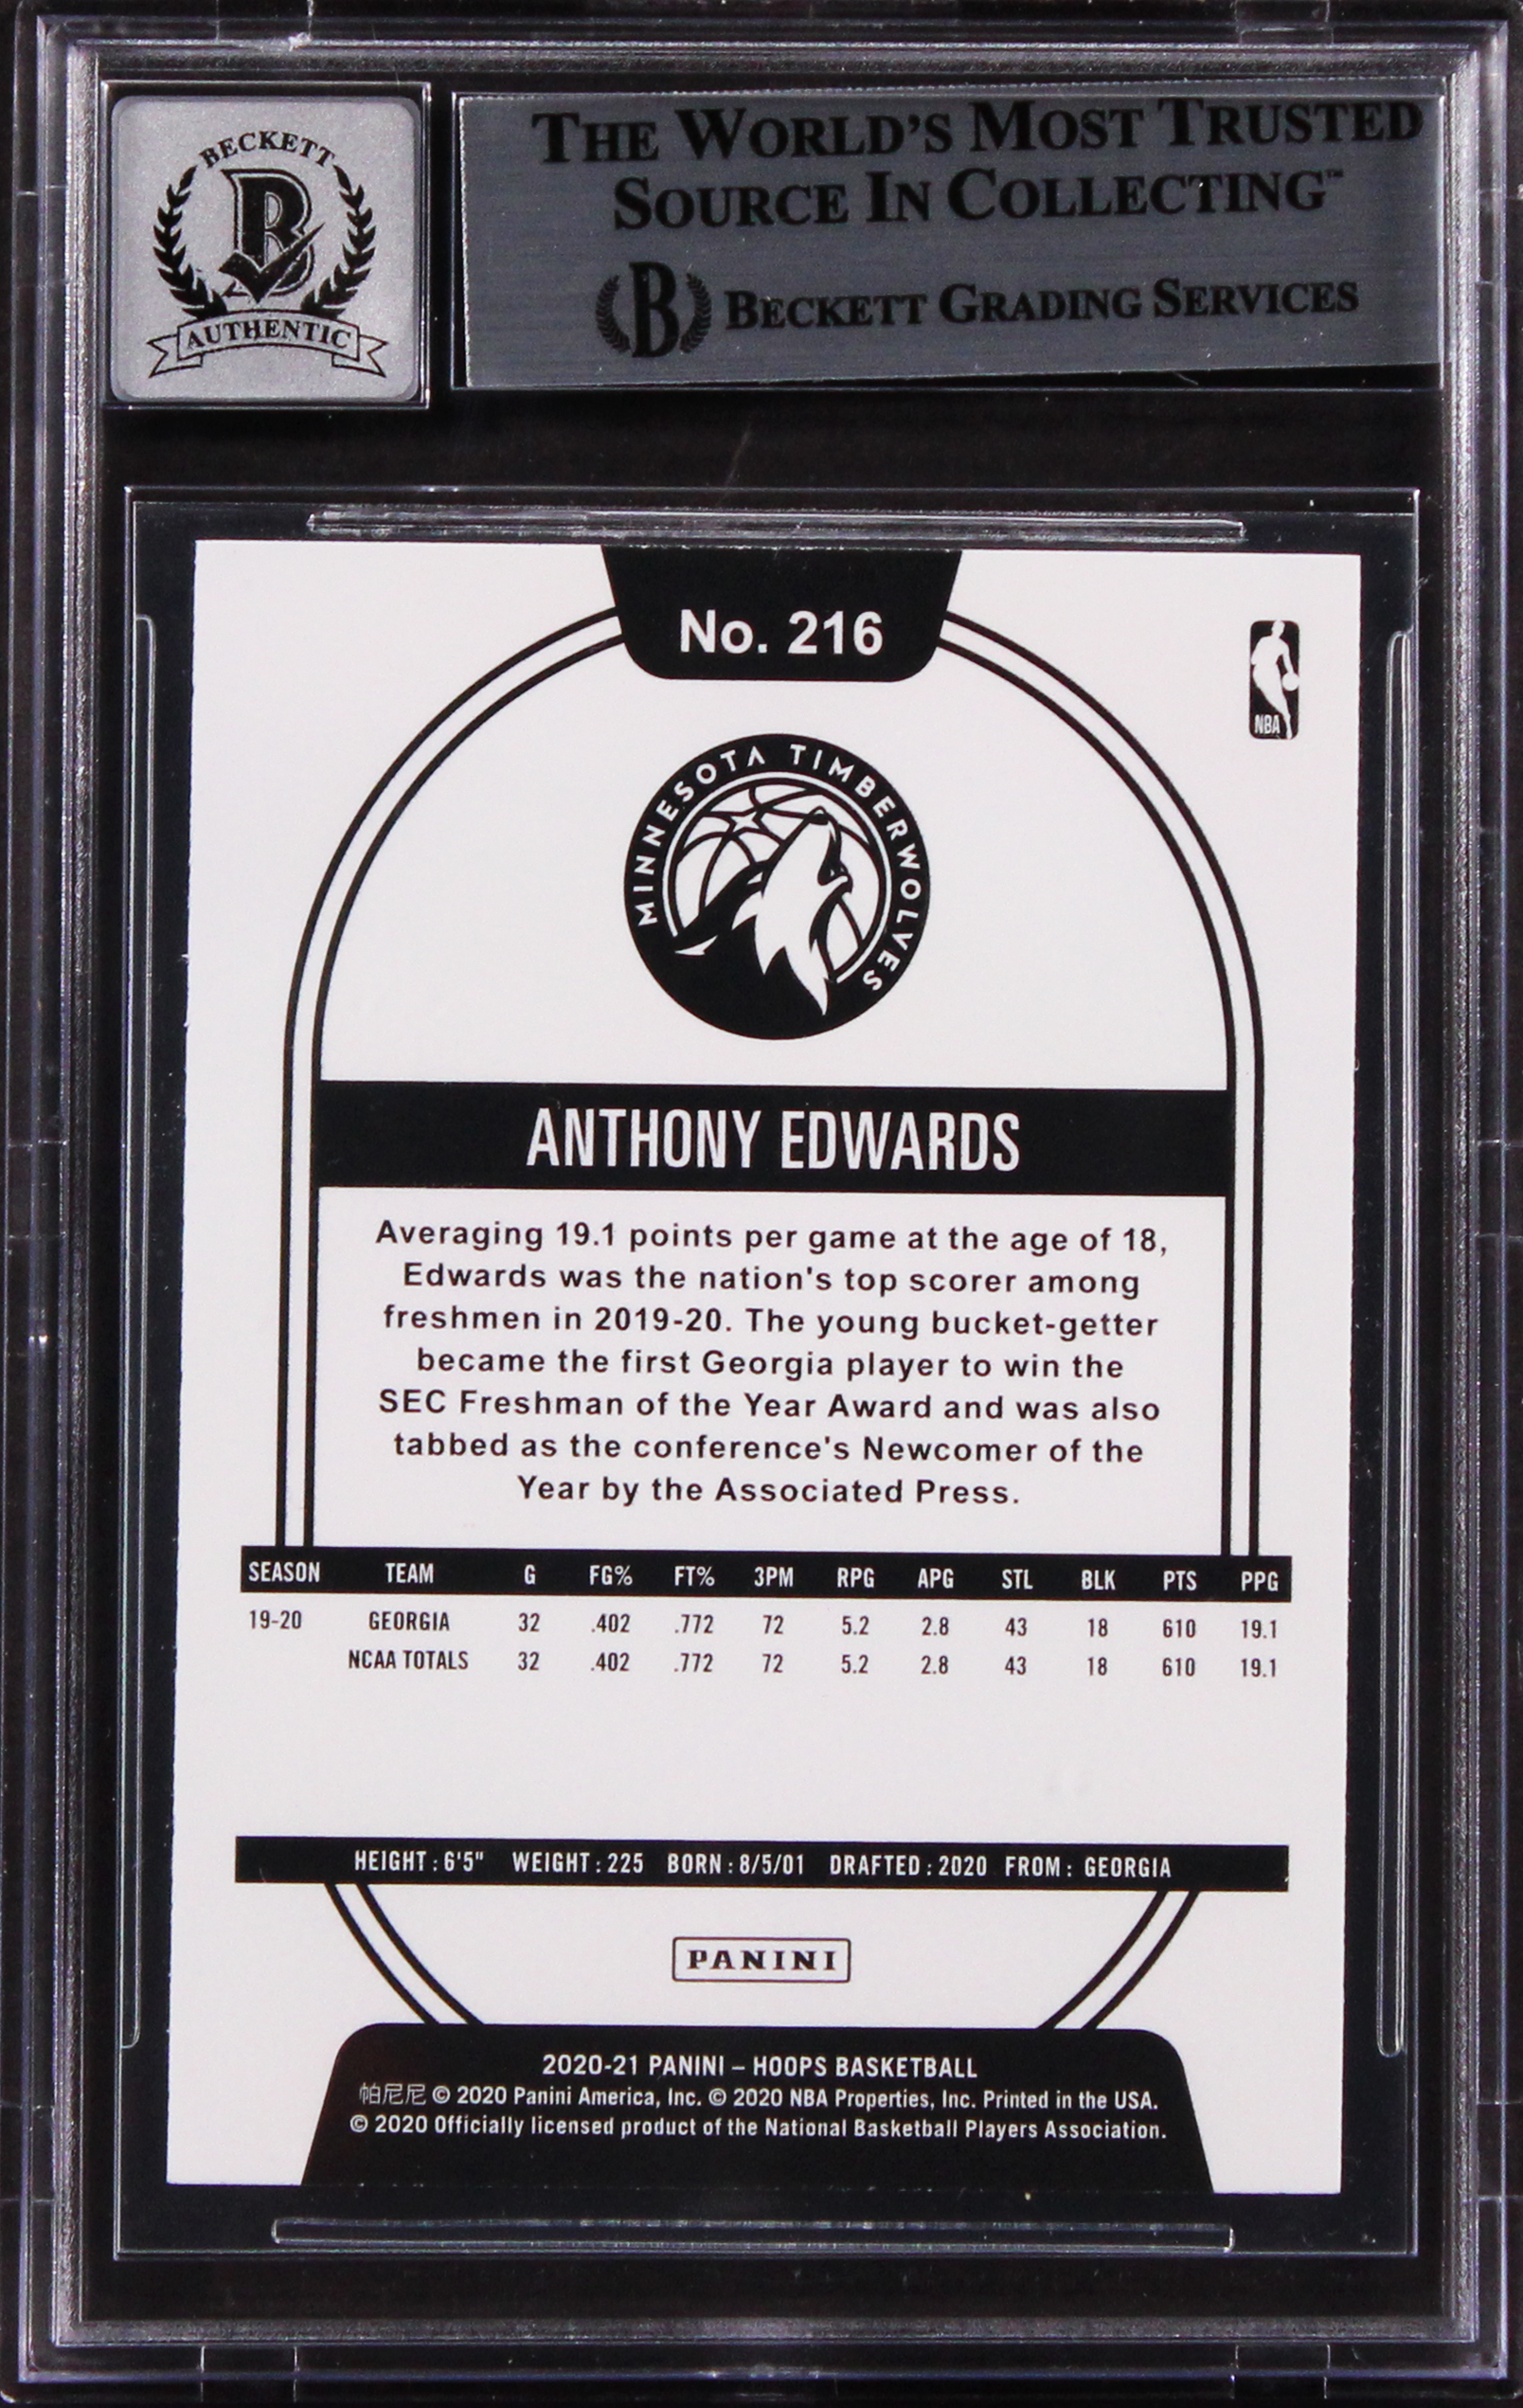 BECKETT
B
AUTHENTIC
THE WORLD'S MOST TRUSTED
SOURCE IN COLLECTING™
B BECKETT GRADING SERVICES
No. 216
NBA
MINNESOTA TIMBERWOLVES
ANTHONY EDWARDS
Averaging 19.1 points per game at the age of 18,
Edwards was the nation's top scorer among
freshmen in 2019-20. The young bucket-getter
became the first Georgia player to win the
SEC Freshman of the Year Award and was also
tabbed as the conference's Newcomer of the
Year by the Associated Press.
SEASON TEAM G FG% FT% 3PM RPG APG STL BLK PTS PPG
19-20 GEORGIA 32 .402 .772 72 5.2 2.8 43 18 610 19.1
NCAA TOTALS 32 .402 .772 72 5.2 2.8 43 18 610 19.1
HEIGHT: 6'5" WEIGHT: 225 BORN: 8/5/01 DRAFTED: 2020 FROM: GEORGIA
PANINI
2020-21 PANINI – HOOPS BASKETBALL
帕尼尼 © 2020 Panini America, Inc. © 2020 NBA Properties, Inc. Printed in the USA.
© 2020 Officially licensed product of the National Basketball Players Association.